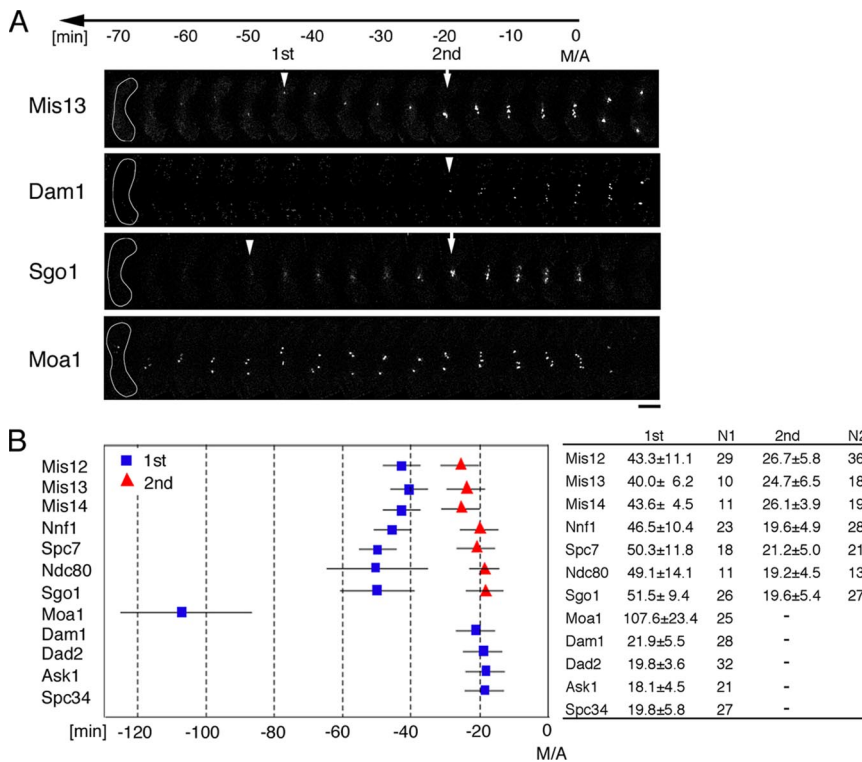 A
[min] -70 -60 -50 -40 -30 -20 -10 0
1st 2nd M/A
Mis13
Dam1
Sgo1
Moa1
B
1st
2nd
Mis12
Mis13
Mis14
Nnf1
Spc7
Ndc80
Sgo1
Moa1
Dam1
Dad2
Ask1
Spc34
[min] -120 -100 -80 -60 -40 -20 0
M/A
1st N1 2nd N2
Mis12 43.3±11.1 29 26.7±5.8 36
Mis13 40.0± 6.2 10 24.7±6.5 18
Mis14 43.6± 4.5 11 26.1±3.9 19
Nnf1 46.5±10.4 23 19.6±4.9 28
Spc7 50.3±11.8 18 21.2±5.0 21
Ndc80 49.1±14.1 11 19.2±4.5 13
Sgo1 51.5± 9.4 26 19.6±5.4 27
Moa1 107.6±23.4 25 -
Dam1 21.9±5.5 28 -
Dad2 19.8±3.6 32 -
Ask1 18.1±4.5 21 -
Spc34 19.8±5.8 27 -